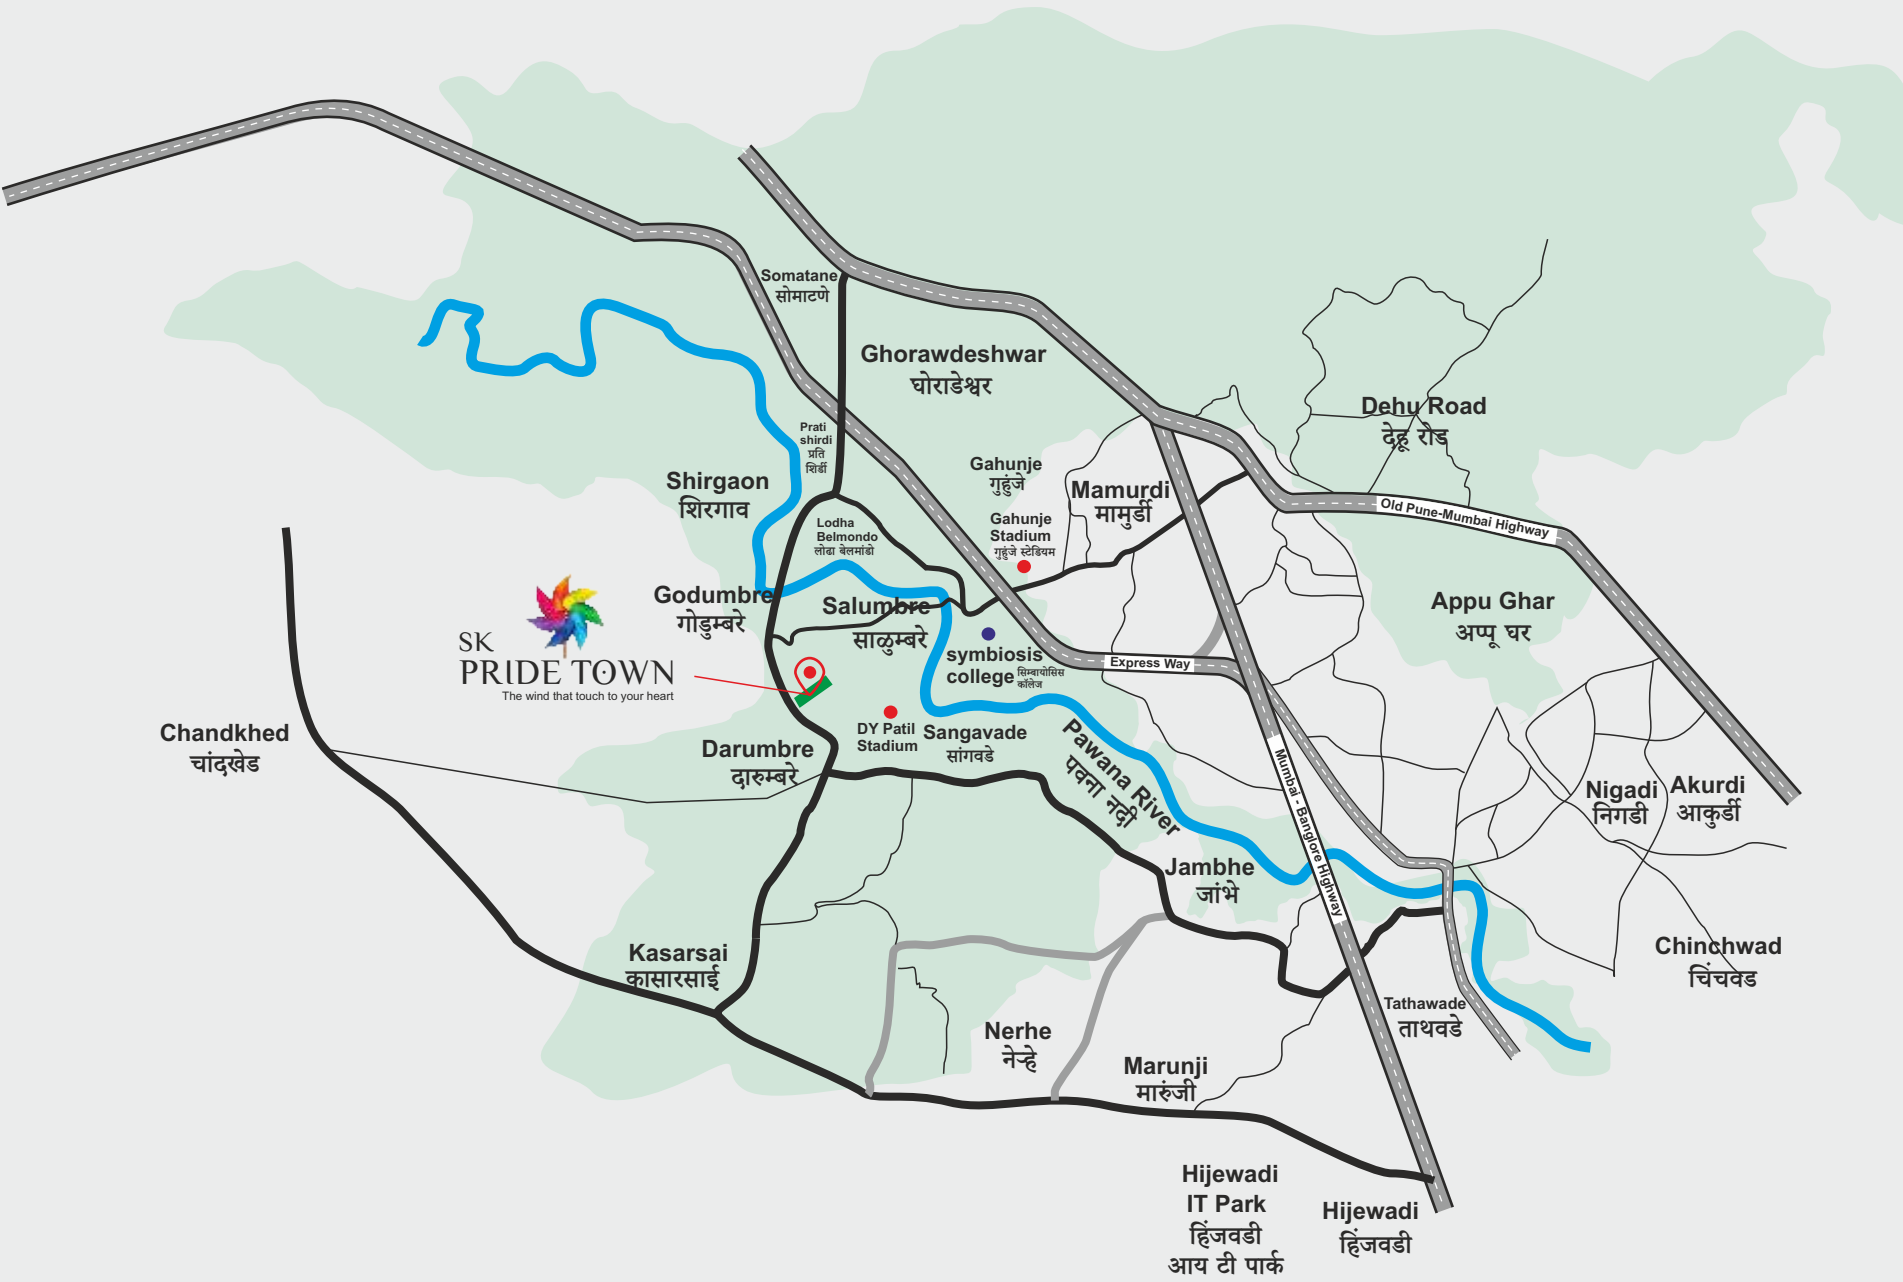 Somatane
सोमाटणे
Ghorawdeshwar
घोराडेश्वर
Dehu Road
देहू रोड
Prati
shirdi
प्रति
शिर्डी
Gahunje
गुहुंजे
Mamurdi
मामुर्डी
Shirgaon
शिरगाव
Old Pune-Mumbai Highway
Lodha
Belmondo
लोढा बेलमांडो
Gahunje
Stadium
गुहुंजे स्टेडियम
Godumbre
गोडुम्बरे
Salumbre
साळुम्बरे
Appu Ghar
अप्पू घर
SK
PRIDE TOWN
The wind that touch to your heart
symbiosis
college
सिम्बायोसिस
कॉलेज
Express Way
Chandkhed
चांदखेड
Darumbre
दारुम्बरे
DY Patil
Stadium
Sangavade
सांगवडे
Pawana River
पवना नदी
Mumbai - Banglore Highway
Nigadi
निगडी
Akurdi
आकुर्डी
Jambhe
जांभे
Kasarsai
कासारसाई
Chinchwad
चिंचवड
Tathawade
ताथवडे
Nerhe
नेऱ्हे
Marunji
मारुंजी
Hijewadi
IT Park
हिंजवडी
आय टी पार्क
Hijewadi
हिंजवडी